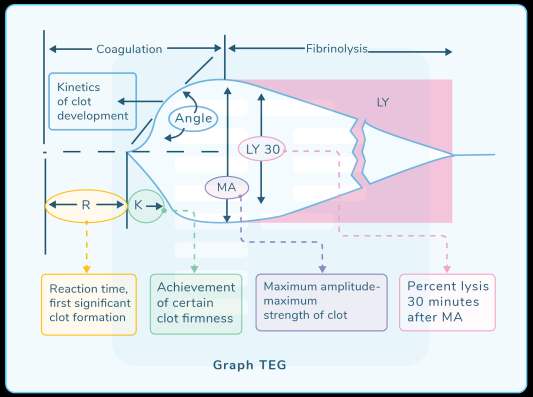 Coagulation
Fibrinolysis
Kinetics
of clot
development
Angle
LY
LY 30
MA
R
K
Reaction time,
first significant
clot formation
Achievement
of certain
clot firmness
Maximum amplitude-
maximum
strength of clot
Percent lysis
30 minutes
after MA
Graph TEG